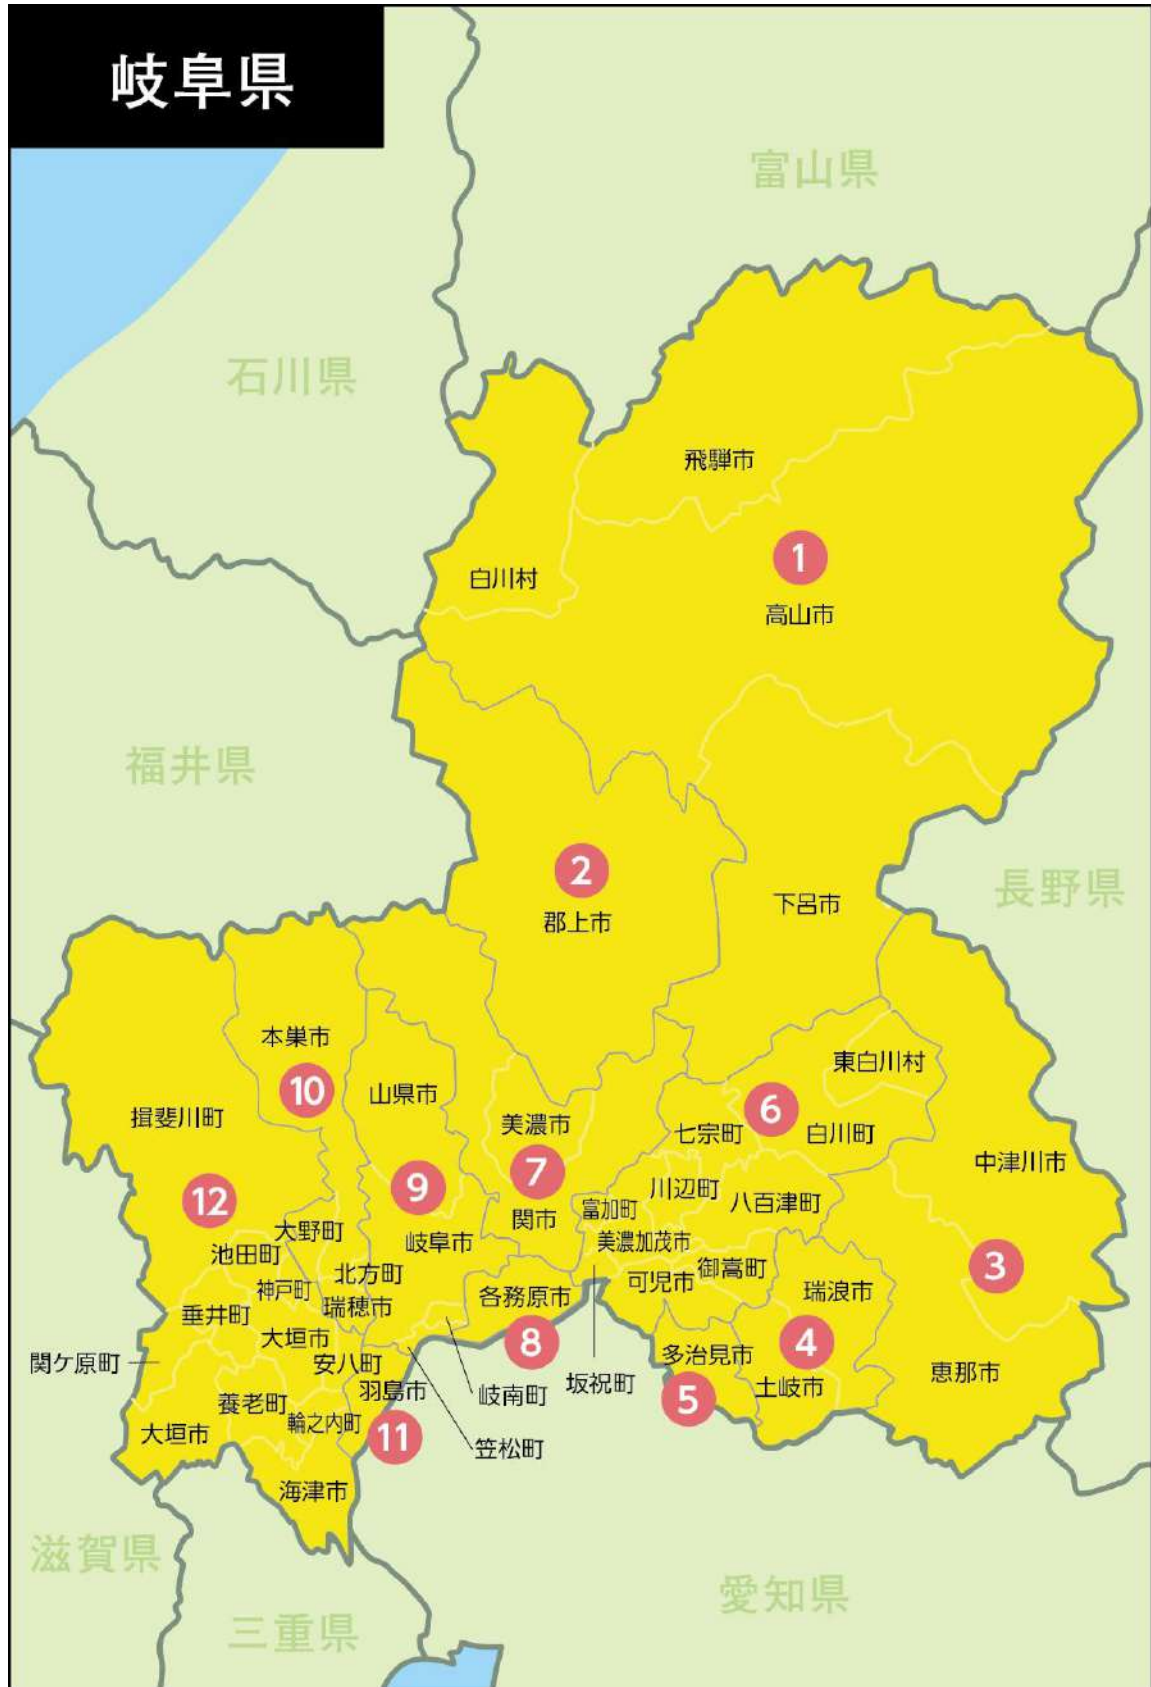 岐阜県
富山県
石川県
飛騨市
1
白川村
高山市
福井県
2
長野県
下呂市
郡上市
本巣市
東白川村
10
山県市
6
揖斐川町
美濃市
七宗町
白川町
7
中津川市
12
9
川辺町
八百津町
富加町
関市
大野町
岐阜市
美濃加茂市
池田町
3
北方町
御嵩町
神戸町
可児市
瑞浪市
各務原市
瑞穂市
垂井町
大垣市
8
4
関ケ原町
安八町
多治見市
恵那市
坂祝町
羽島市
土岐市
岐南町
5
養老町
輪之内町
大垣市
11
笠松町
海津市
滋賀県
愛知県
三重県